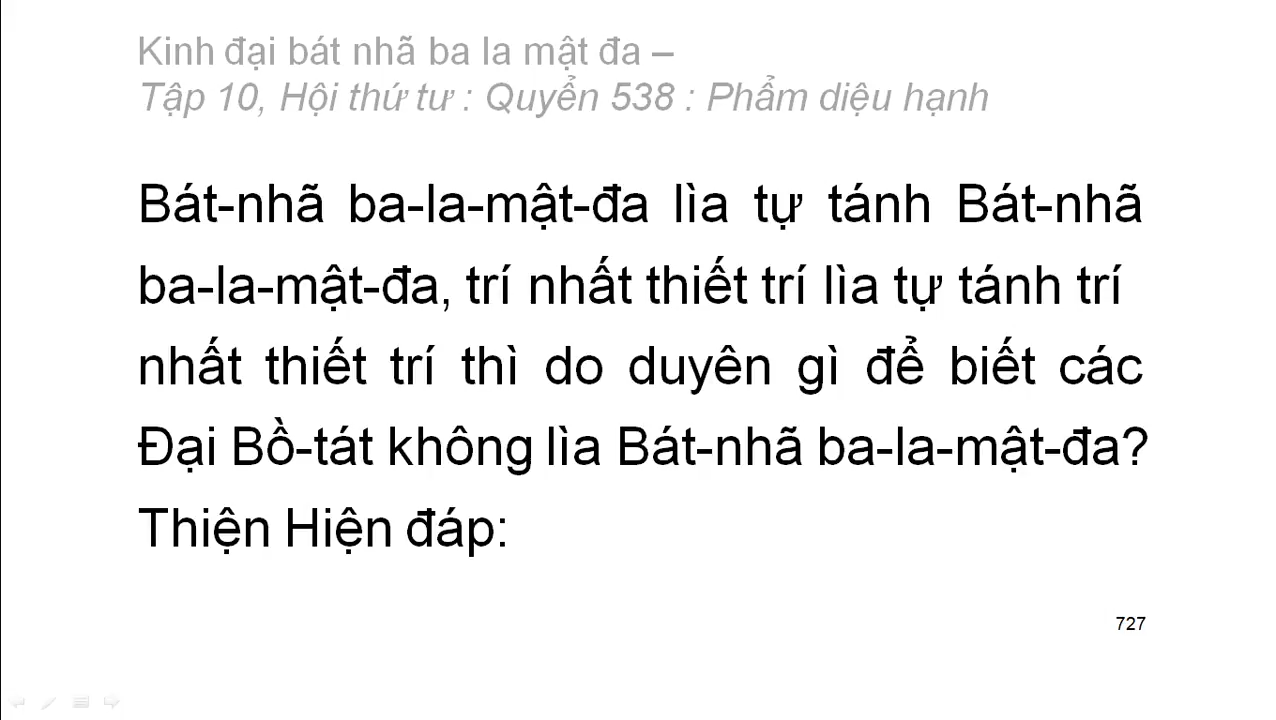 Kinh đại bát nhã ba la mật đa –
Tập 10, Hội thứ tư : Quyển 538 : Phẩm diệu hạnh
Bát-nhã ba-la-mật-đa lìa tự tánh Bát-nhã
ba-la-mật-đa, trí nhất thiết trí lìa tự tánh trí
nhất thiết trí thì do duyên gì để biết các
Đại Bồ-tát không lìa Bát-nhã ba-la-mật-đa?
Thiện Hiện đáp:
727